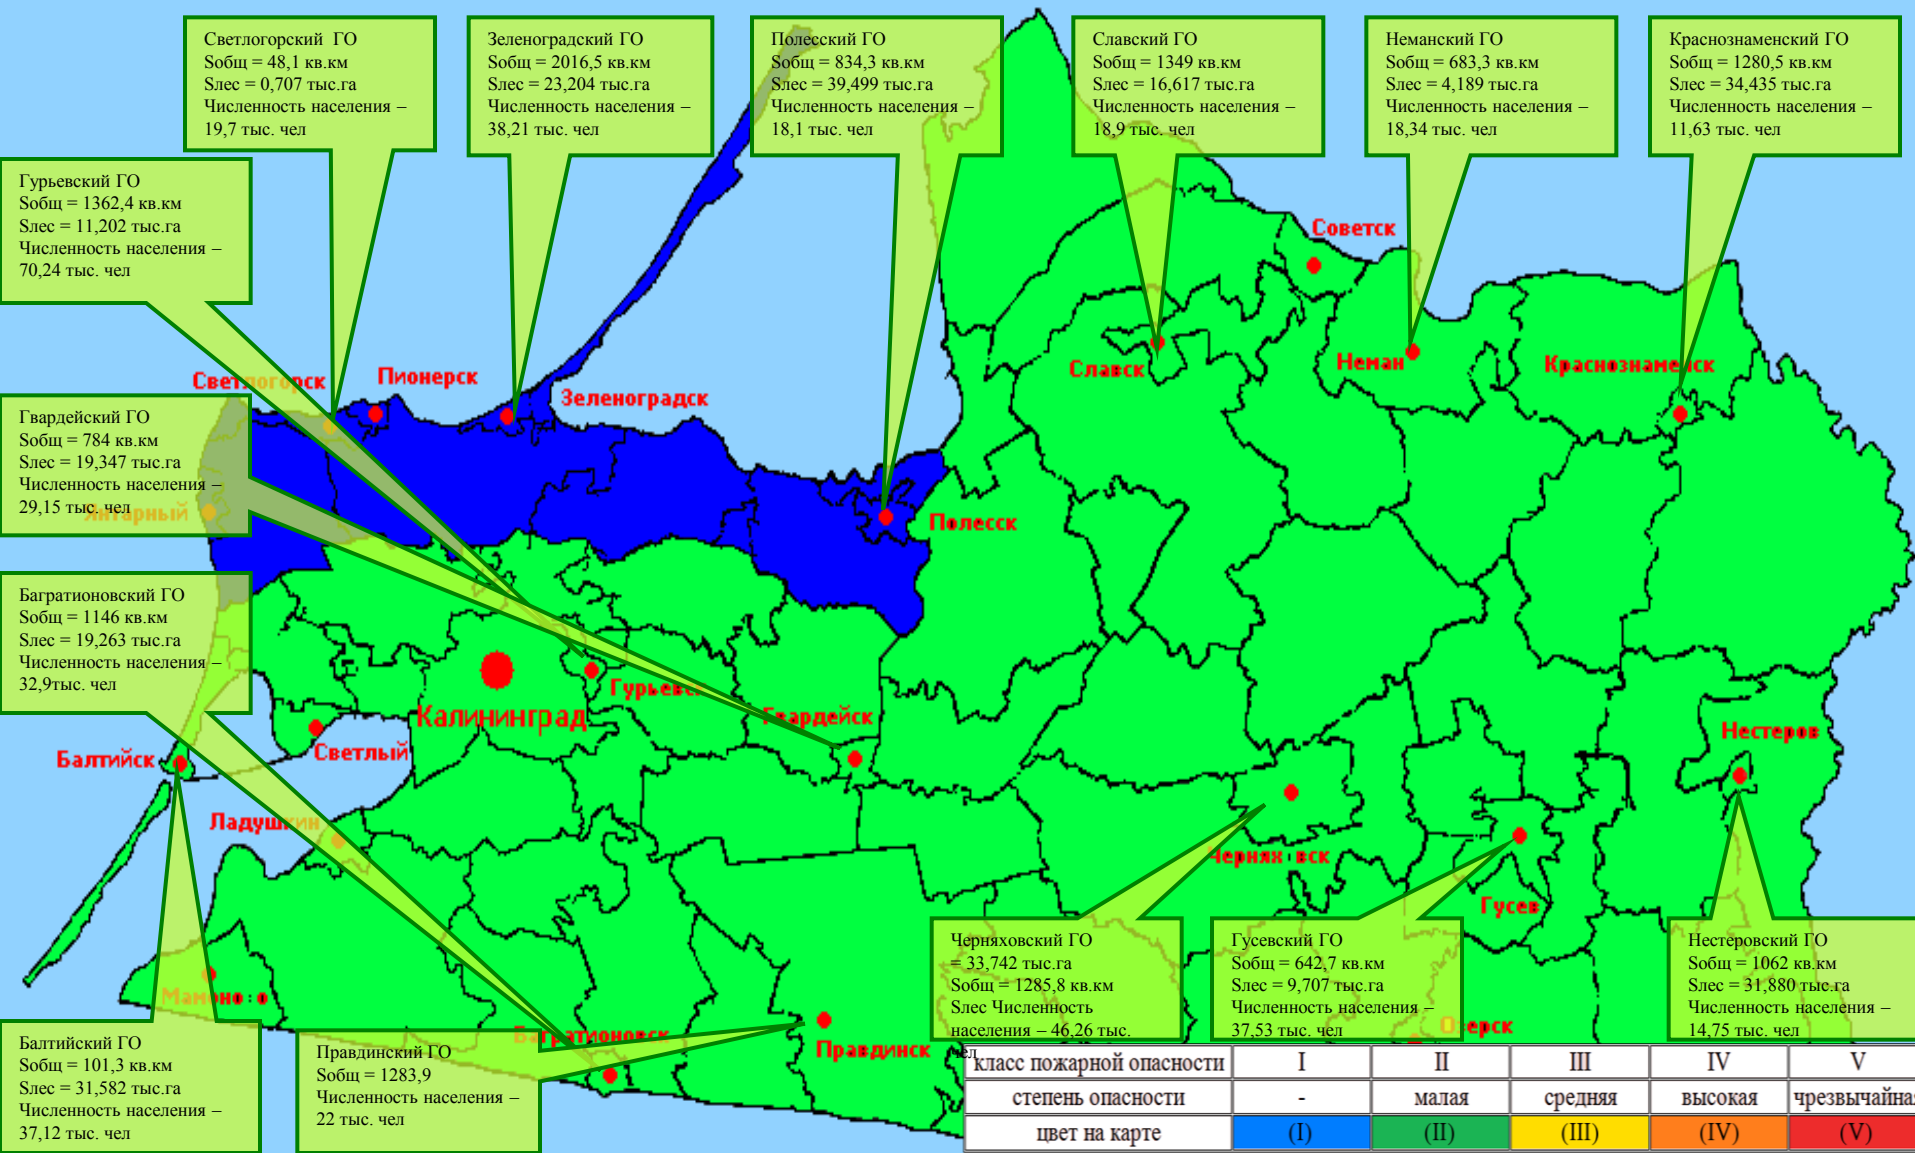 Светлогорский ГО
Sобщ = 48,1 кв.км
Sлес = 0,707 тыс.га
Численность населения –
19,7 тыс. чел
Зеленоградский ГО
Sобщ = 2016,5 кв.км
Sлес = 23,204 тыс.га
Численность населения –
38,21 тыс. чел
Полесский ГО
Sобщ = 834,3 кв.км
Sлес = 39,499 тыс.га
Численность населения –
18,1 тыс. чел
Славский ГО
Sобщ = 1349 кв.км
Sлес = 16,617 тыс.га
Численность населения –
18,9 тыс. чел
Неманский ГО
Sобщ = 683,3 кв.км
Sлес = 4,189 тыс.га
Численность населения –
18,34 тыс. чел
Краснознаменский ГО
Sобщ = 1280,5 кв.км
Sлес = 34,435 тыс.га
Численность населения –
11,63 тыс. чел
Гурьевский ГО
Sобщ = 1362,4 кв.км
Sлес = 11,202 тыс.га
Численность населения –
70,24 тыс. чел
Советск
Светлогорск
Пионерск
Зеленоградск
Славск
Неман
Краснознаменск
Гвардейский ГО
Sобщ = 784 кв.км
Sлес = 19,347 тыс.га
Численность населения –
29,15 тыс. чел
Янтарный
Полесск
Багратионовский ГО
Sобщ = 1146 кв.км
Sлес = 19,263 тыс.га
Численность населения –
32,9тыс. чел
Гурьевск
Калининград
Гвардейск
Нестеров
Балтийск
Светлый
Ладушкин
Черняховск
Гусев
Мамоново
Багратионовск
Правдинск
Озерск
Черняховский ГО
= 33,742 тыс.га
Sобщ = 1285,8 кв.км
Sлес Численность
населения – 46,26 тыс.
чел
Гусевский ГО
Sобщ = 642,7 кв.км
Sлес = 9,707 тыс.га
Численность населения –
37,53 тыс. чел
Нестеровский ГО
Sобщ = 1062 кв.км
Sлес = 31,880 тыс.га
Численность населения –
14,75 тыс. чел
Балтийский ГО
Sобщ = 101,3 кв.км
Sлес = 31,582 тыс.га
Численность населения –
37,12 тыс. чел
Правдинский ГО
Sобщ = 1283,9
Численность населения –
22 тыс. чел
класс пожарной опасности I II III IV V
степень опасности - малая средняя высокая чрезвычайная
цвет на карте (I) (II) (III) (IV) (V)